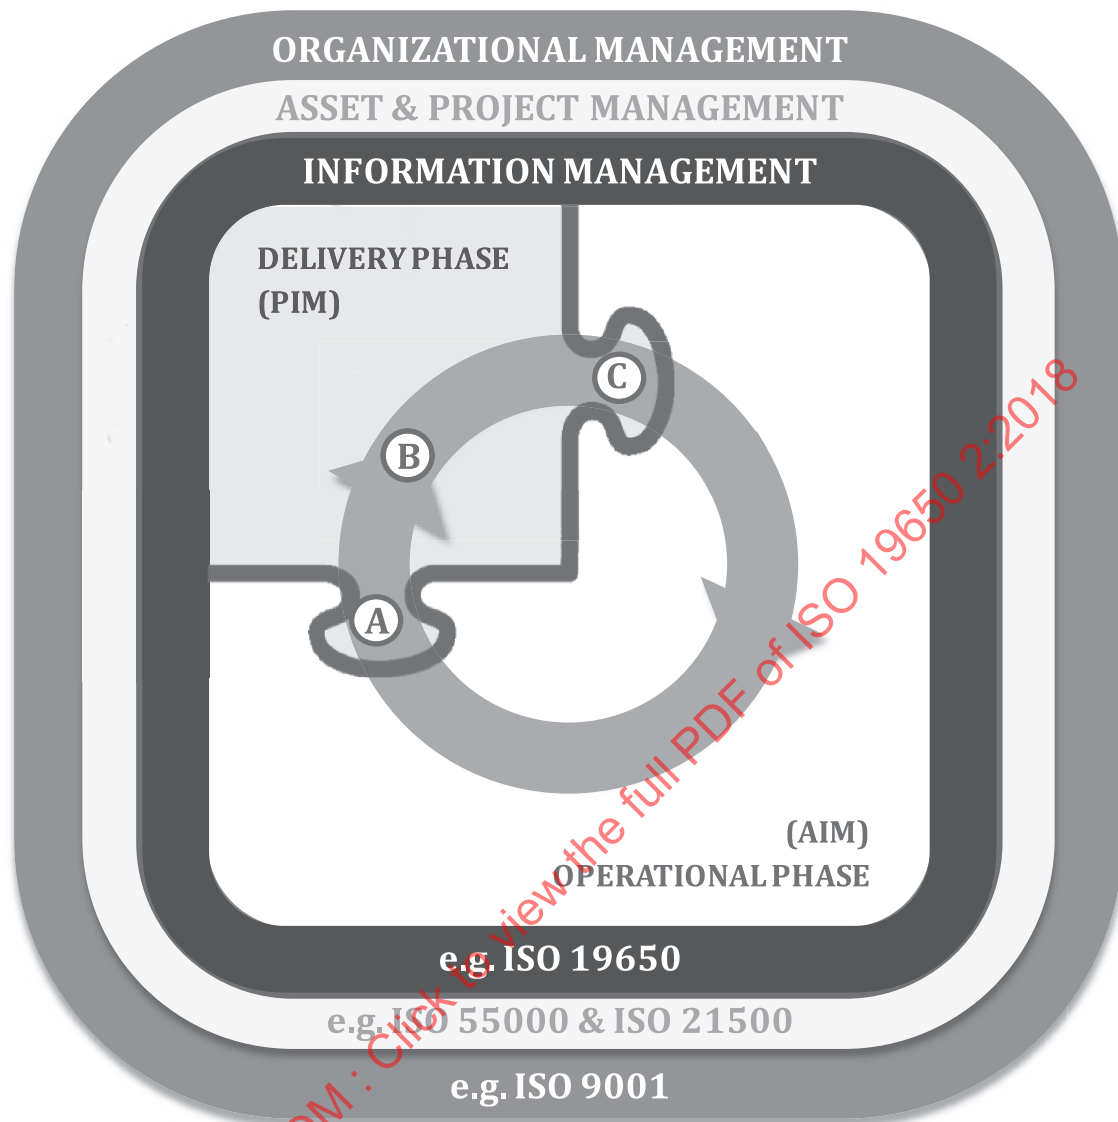 ORGANIZATIONAL MANAGEMENT
ASSET & PROJECT MANAGEMENT
INFORMATION MANAGEMENT
DELIVERY PHASE
(PIM)
C
B
A
(AIM)
OPERATIONAL PHASE
e.g. ISO 19650
e.g. ISO 55000 & ISO 21500
e.g. ISO 9001
OM : Click to view the full PDF of ISO 19650 2:2018